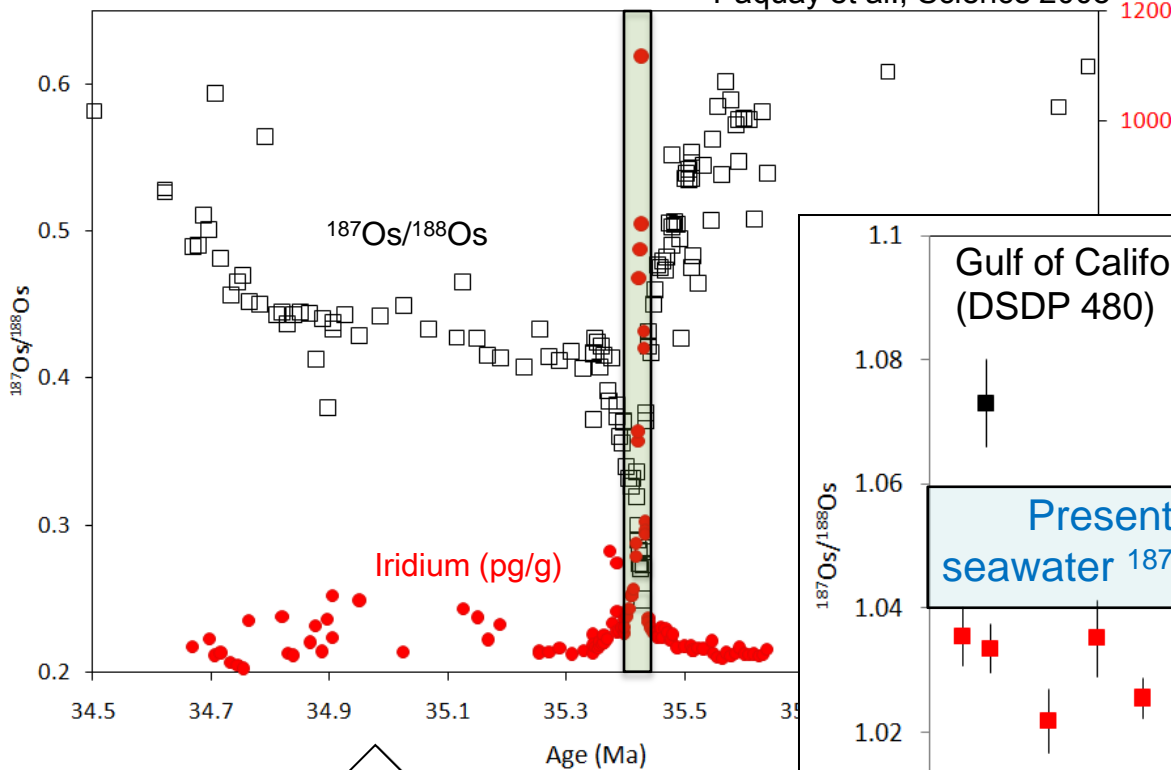 Paquay et al., Science 2008
1200
0.6
1000
0.5
0.4
0.3
0.2
¹⁸⁷Os/¹⁸⁸Os
¹⁸⁷Os/¹⁸⁸Os
Iridium (pg/g)
34.5 34.7 34.9 35.1 35.3 35.5
Age (Ma)
Gulf of Califo
(DSDP 480)
1.1
1.08
1.06
1.04
1.02
¹⁸⁷Os/¹⁸⁸Os
Present
seawater ¹⁸⁷